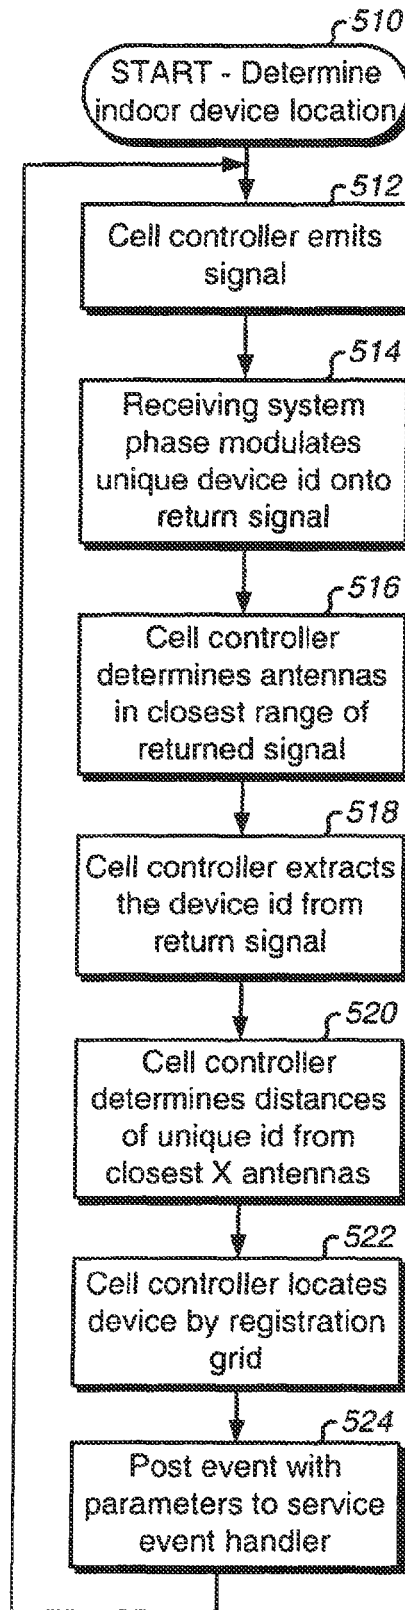 510
START - Determine
indoor device location
512
Cell controller emits
signal
514
Receiving system
phase modulates
unique device id onto
return signal
516
Cell controller
determines antennas
in closest range of
returned signal
518
Cell controller extracts
the device id from
return signal
520
Cell controller
determines distances
of unique id from
closest X antennas
522
Cell controller locates
device by registration
grid
524
Post event with
parameters to service
event handler